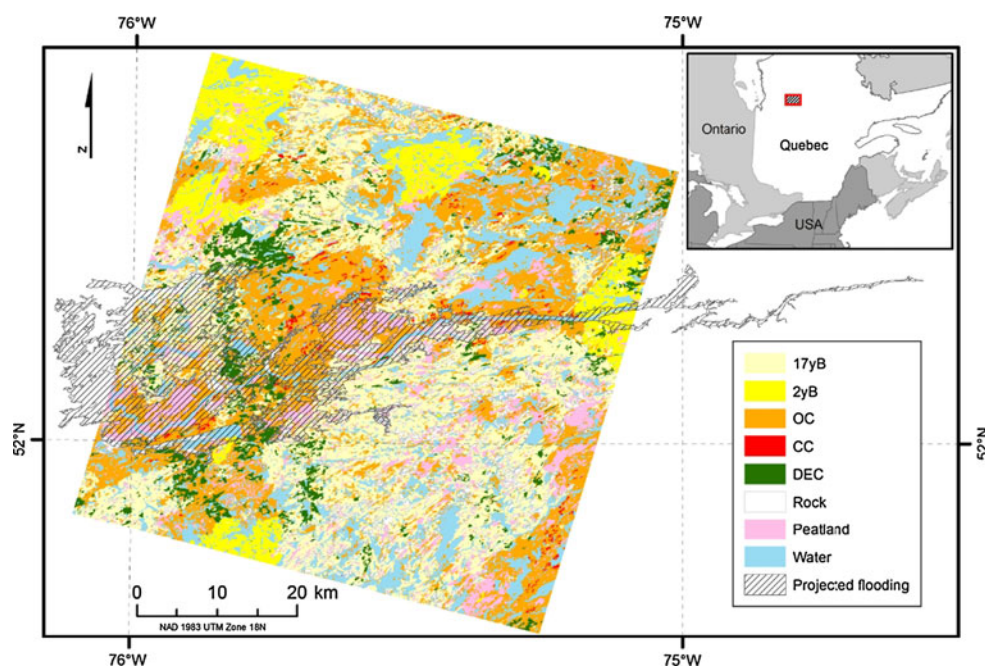 76°W
75°W
N
Ontario
Quebec
USA
52°N
52°N
17yB
2yB
OC
CC
DEC
Rock
Peatland
Water
Projected flooding
0 10 20 km
NAD 1983 UTM Zone 18N
76°W
75°W